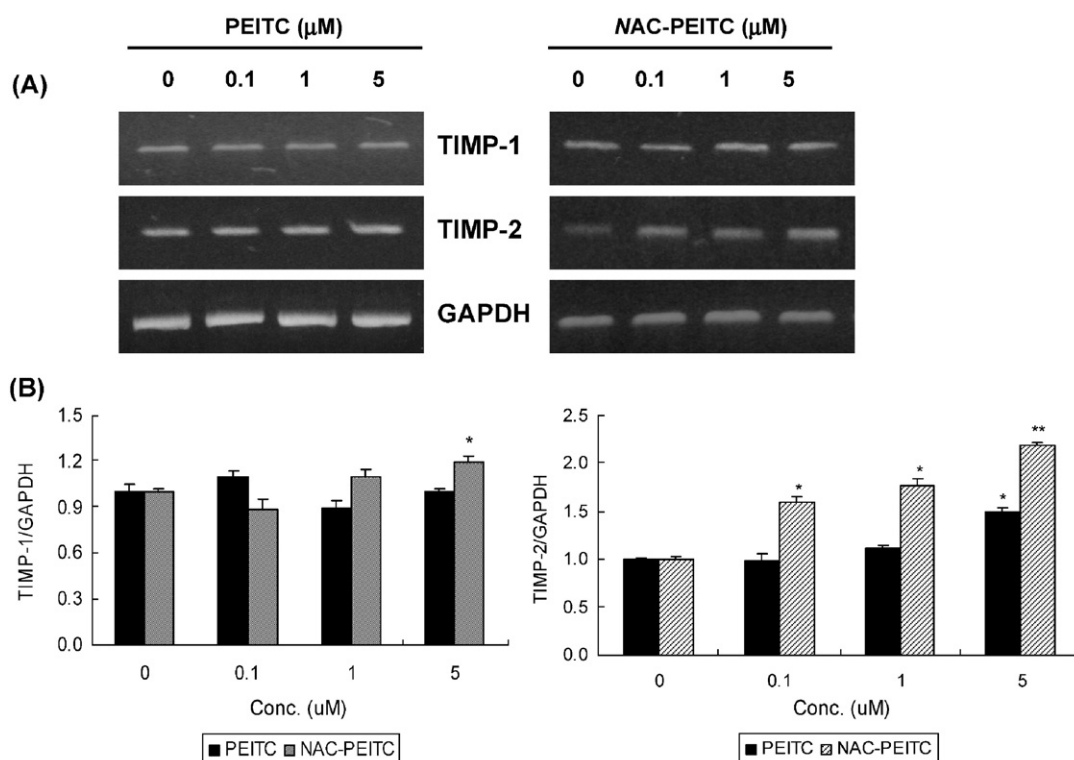 PEITC (μM) NAC-PEITC (μM)
0 0.1 1 5 0 0.1 1 5
(A)
TIMP-1
TIMP-2
GAPDH
(B)
TIMP-1/GAPDH
1.5
1.2
0.9
0.6
0.3
0.0
*
0 0.1 1 5
Conc. (uM)
PEITC NAC-PEITC
TIMP-2/GAPDH
2.5
2.0
1.5
1.0
0.5
0.0
* * * **
0 0.1 1 5
Conc. (uM)
PEITC NAC-PEITC